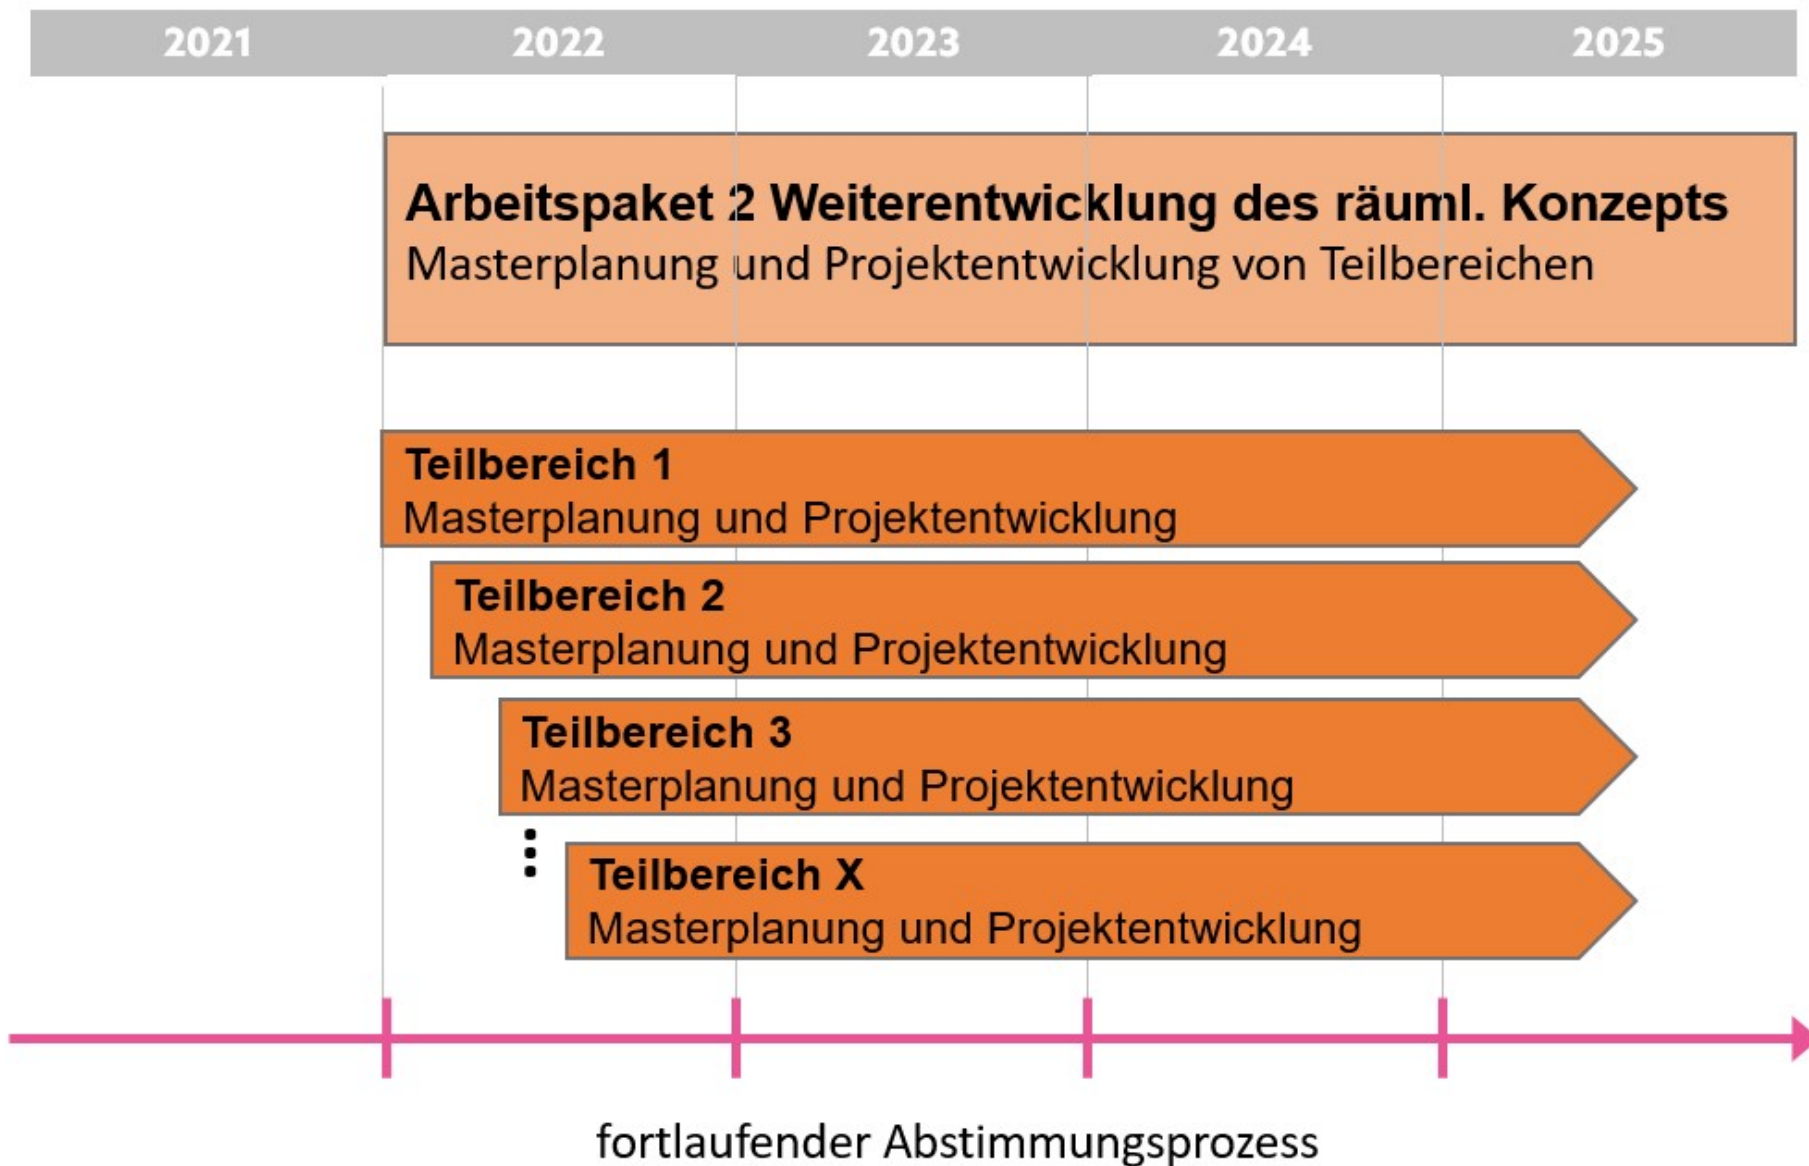 2021 2022 2023 2024 2025
Arbeitspaket 2 Weiterentwicklung des räuml. Konzepts
Masterplanung und Projektentwicklung von Teilbereichen
Teilbereich 1
Masterplanung und Projektentwicklung
Teilbereich 2
Masterplanung und Projektentwicklung
Teilbereich 3
Masterplanung und Projektentwicklung
Teilbereich X
Masterplanung und Projektentwicklung
fortlaufender Abstimmungsprozess